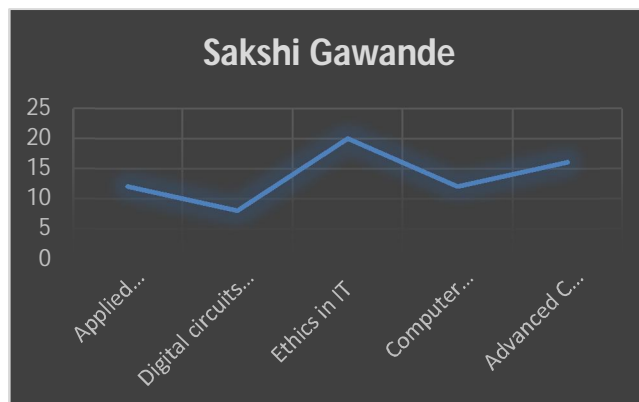 Sakshi Gawande
25
20
15
10
5
0
Applied...
Digital circuits...
Ethics in IT
Computer...
Advanced C...